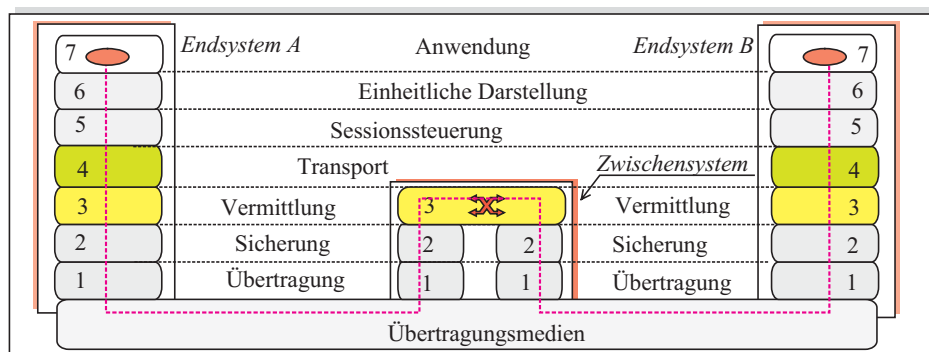 7 Endsystem A Anwendung Endsystem B 7
6 Einheitliche Darstellung 6
5 Sessionssteuerung 5
4 Transport Zwischensystem 4
3 Vermittlung 3 Vermittlung 3
2 Sicherung 2 2 Sicherung 2
1 Übertragung 1 1 Übertragung 1
Übertragungsmedien